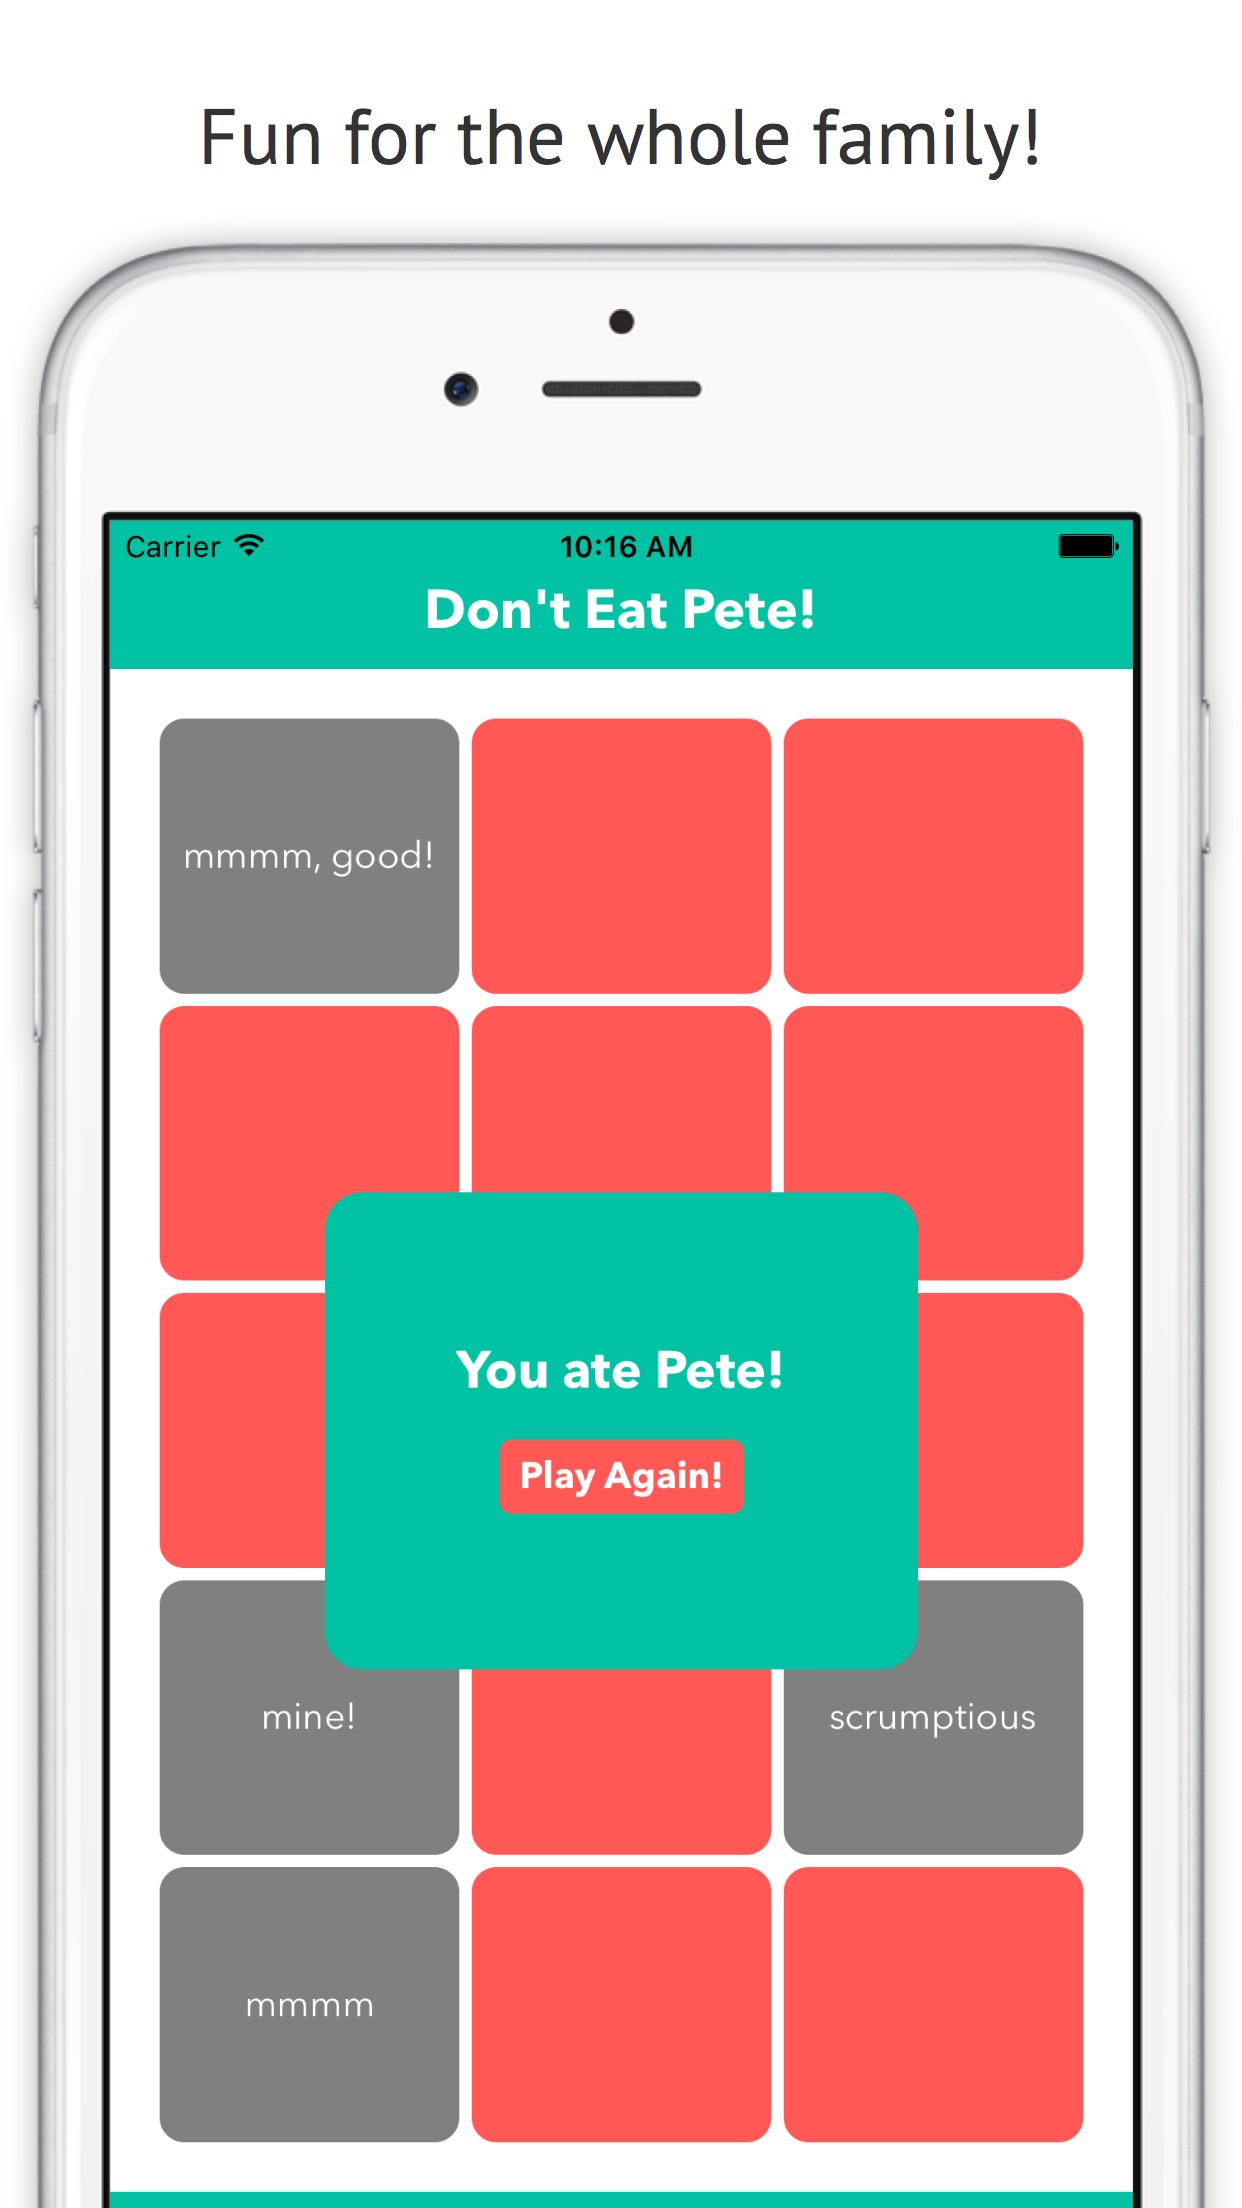 Fun for the whole family!
Carrier 10:16 AM
Don't Eat Pete!
mmmm, good!
You ate Pete!
Play Again!
mine! scrumptious
mmmm